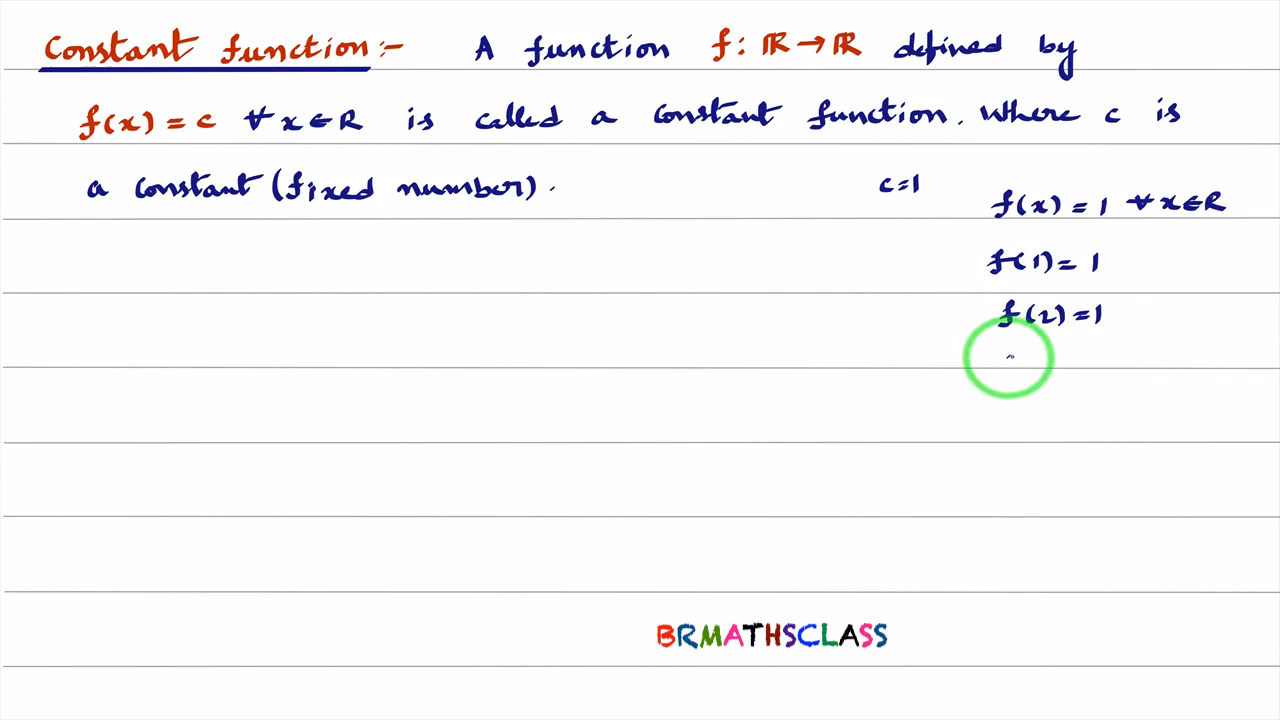 Constant function :- A function f: ℝ → ℝ defined by
f(x) = c ∀ x ∈ R is called a constant function. Where c is
a constant (fixed number).
c=1
f(x) = 1 ∀ x ∈ R
f(1) = 1
f(2) = 1
BRMATHSCLASS